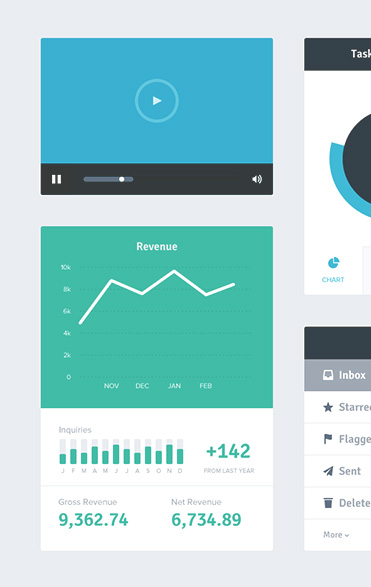 Task
CHART
Revenue
10k
8k
6k
4k
2k
0
NOV DEC JAN FEB
Inquiries
J F M A M J J A S O N D
+142
FROM LAST YEAR
Gross Revenue
9,362.74
Net Revenue
6,734.89
Inbox
Starred
Flagge
Sent
Delete
More